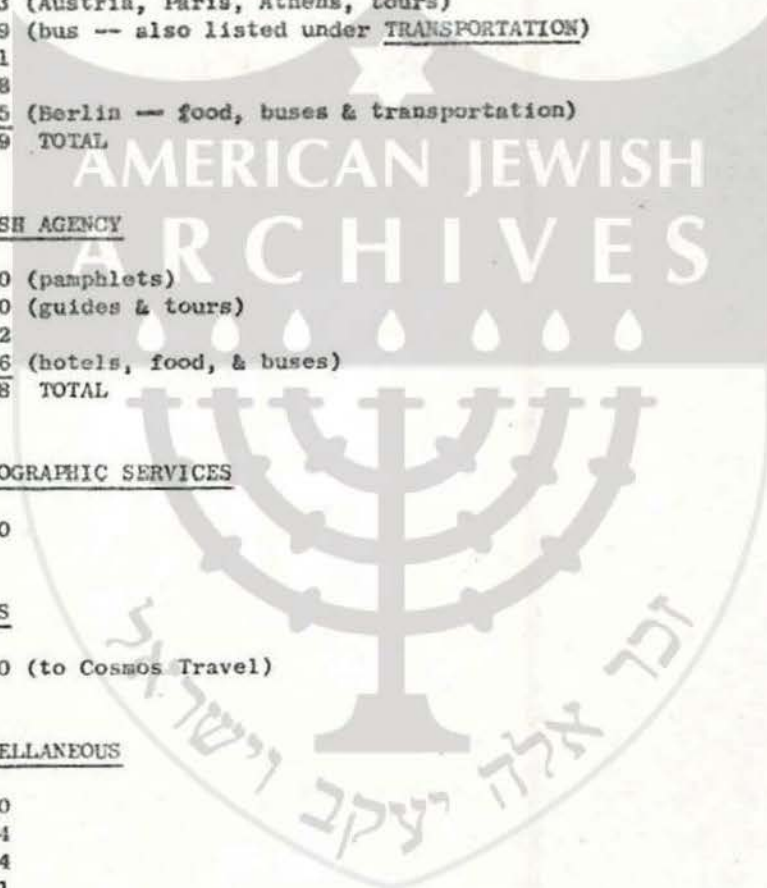 3 (Austria, Paris, Athens, tours)
9 (bus -- also listed under TRANSPORTATION)
1
8
5 (Berlin -- food, buses & transportation)
9 TOTAL
AMERICAN JEWISH
ARCHIVES
SH AGENCY
0 (pamphlets)
0 (guides & tours)
2
6 (hotels, food, & buses)
8 TOTAL
OGRAPHIC SERVICES
0
S
0 (to Cosmos Travel)
ELLANEOUS
0
4
4
1
זכר אלה יעקב וישראל